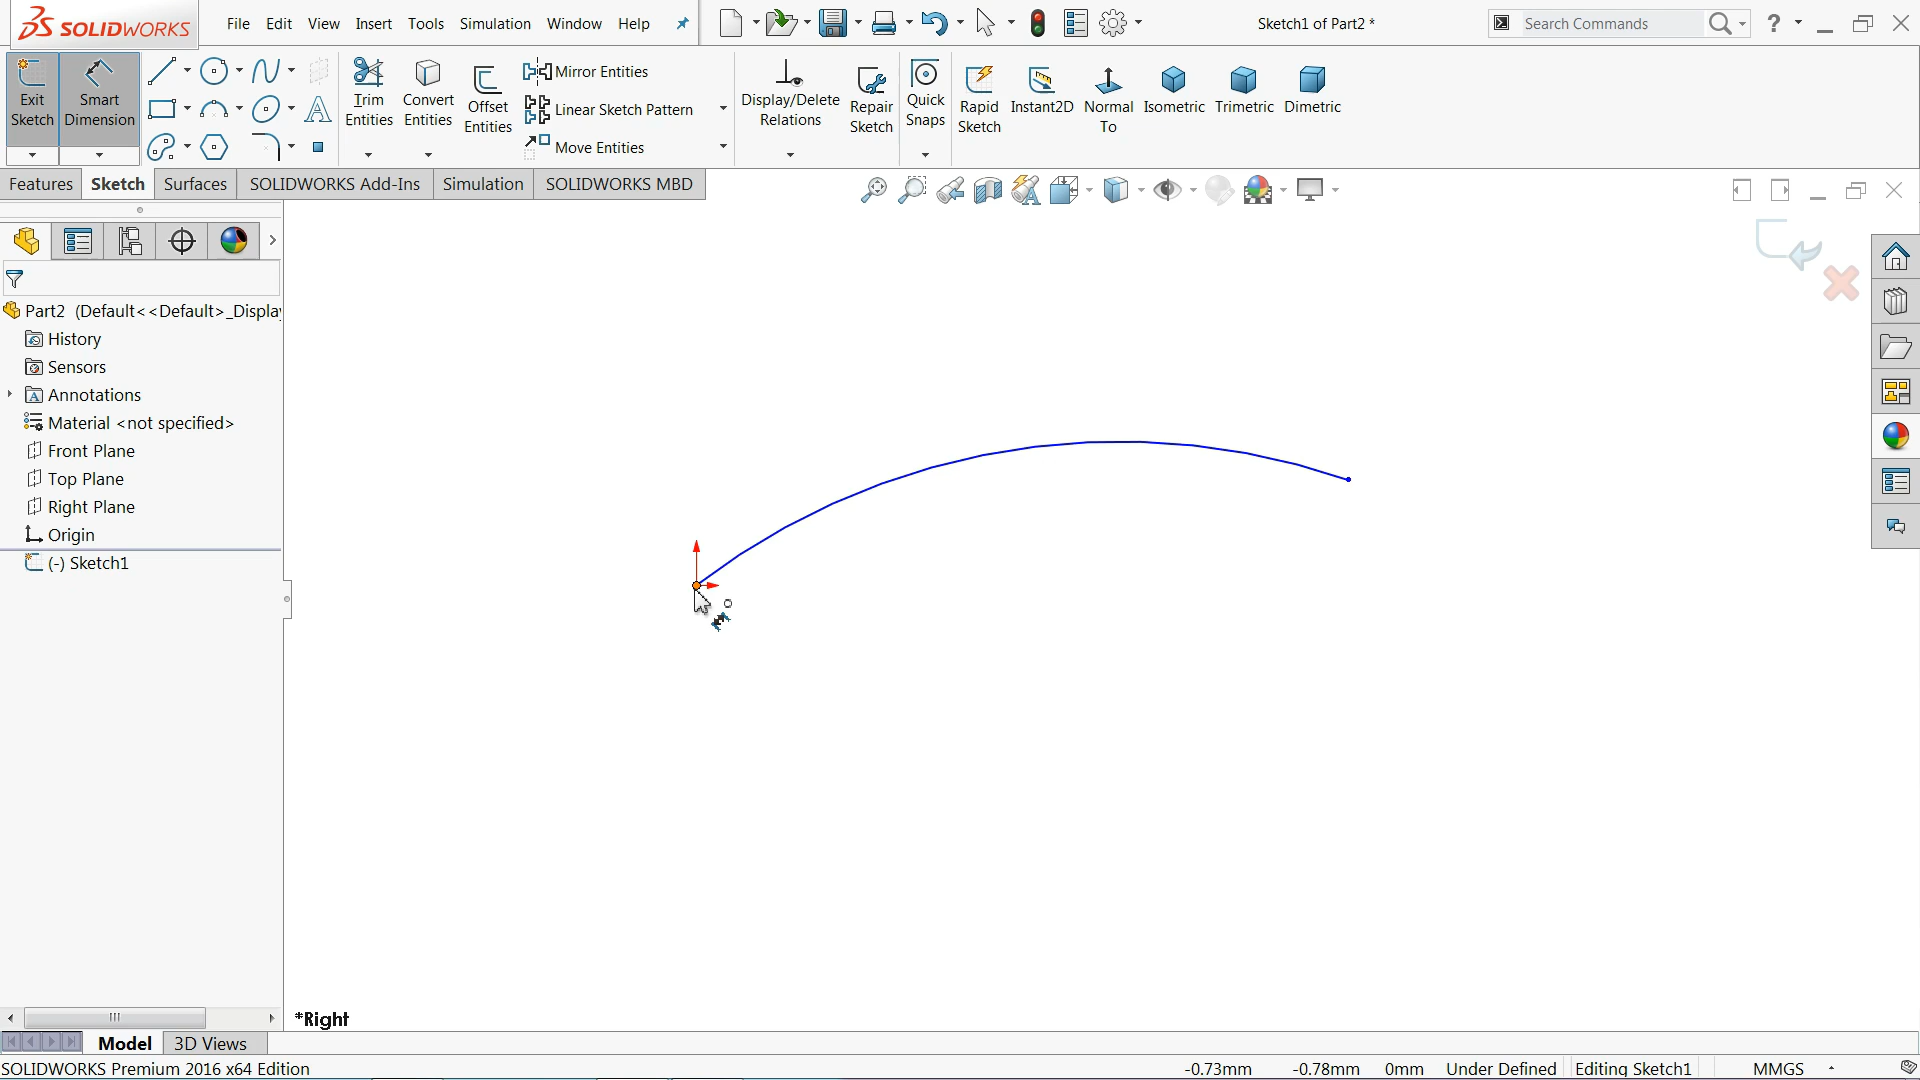 SOLIDWORKS
File Edit View Insert Tools Simulation Window Help
Sketch1 of Part2 *
Search Commands
?
Exit Sketch
Smart Dimension
Trim Entities
Convert Entities
Offset Entities
Mirror Entities
Linear Sketch Pattern
Move Entities
Display/Delete Relations
Repair Sketch
Quick Snaps
Rapid Sketch
Instant2D
Normal To
Isometric
Trimetric
Dimetric
Features Sketch Surfaces SOLIDWORKS Add-Ins Simulation SOLIDWORKS MBD
Part2 (Default<<Default>_Display
History
Sensors
Annotations
Material <not specified>
Front Plane
Top Plane
Right Plane
Origin
(-) Sketch1
*Right
Model 3D Views
SOLIDWORKS Premium 2016 x64 Edition
-0.73mm -0.78mm 0mm Under Defined Editing Sketch1 MMGS